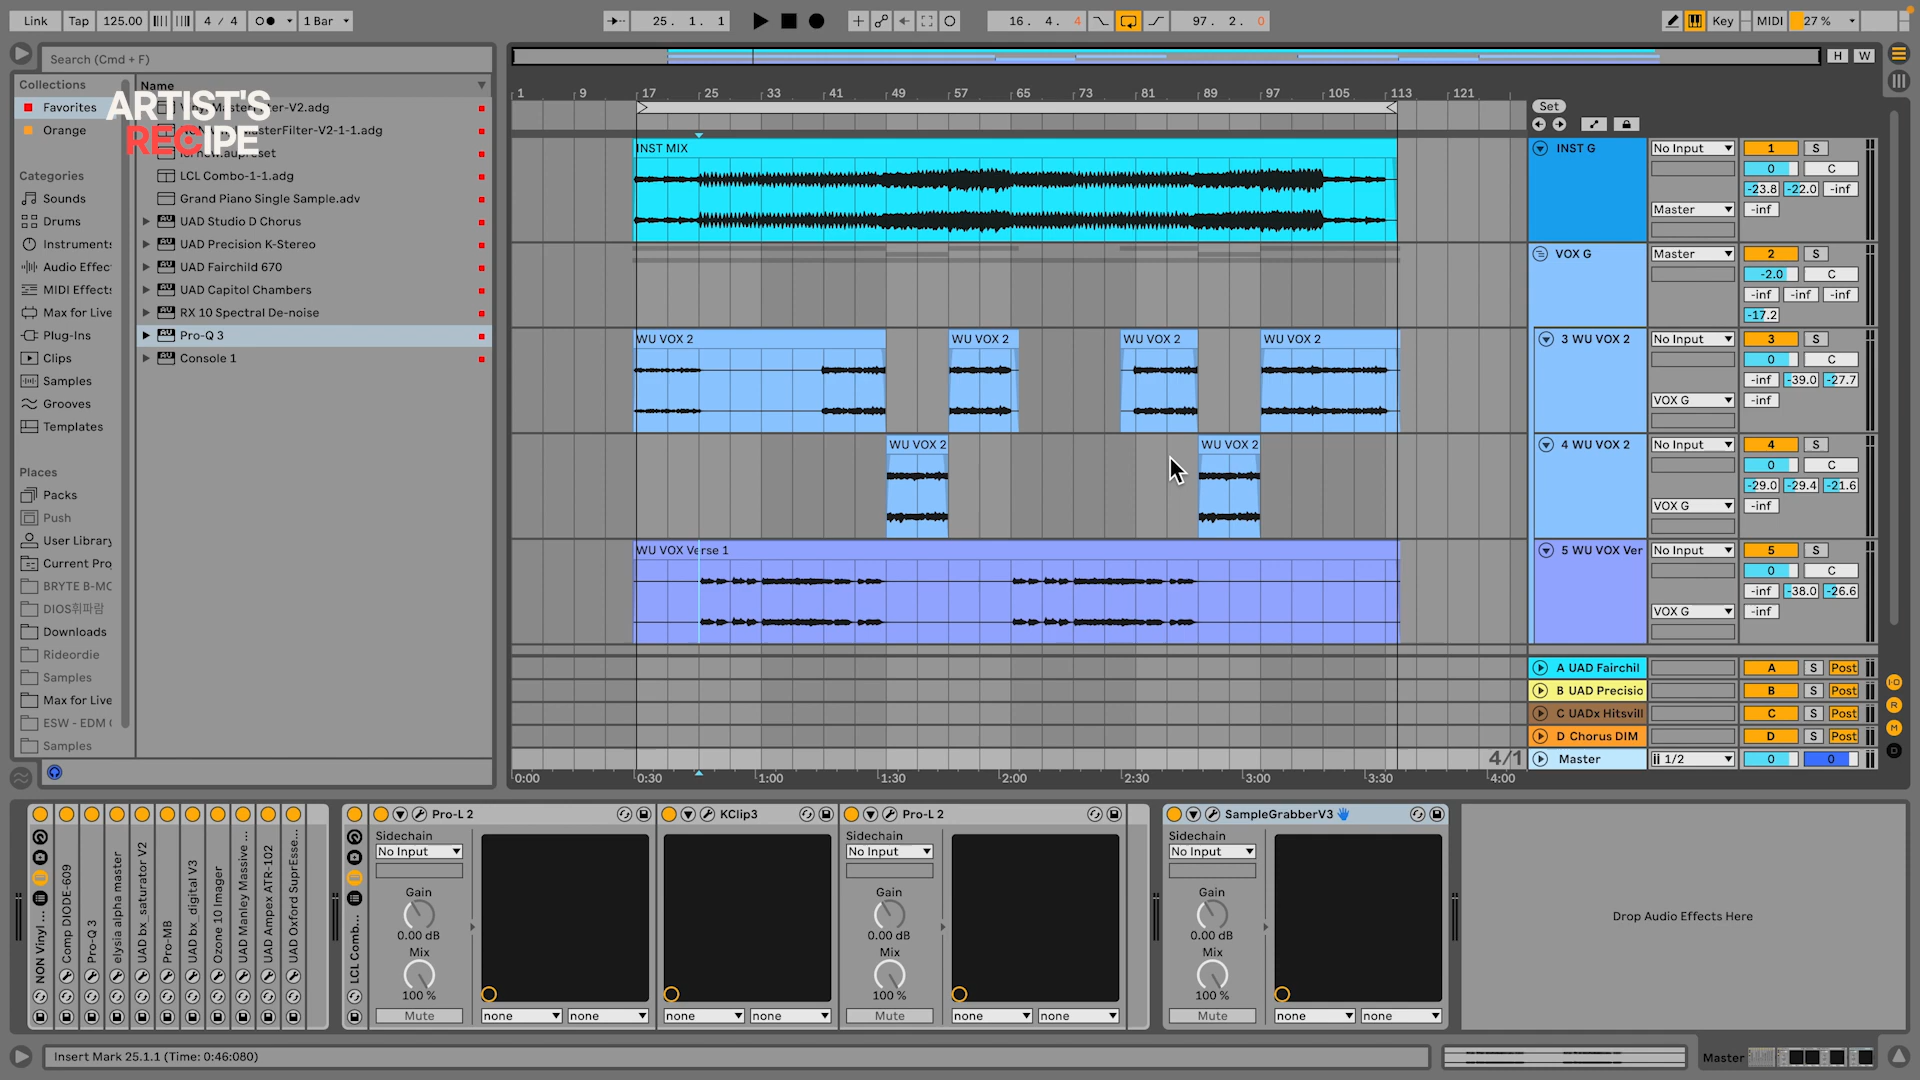 Link Tap 125.00 4 / 4 1 Bar 25. 1. 1 16. 4. 4 97. 2. 0 Key MIDI 27 %
Search (Cmd + F)
H W
Collections
Name
Favorites
Orange
ARTIST'S
RECIPE
LCL Combo-1-1.adg
Grand Piano Single Sample.adv
UAD Studio D Chorus
UAD Precision K-Stereo
UAD Fairchild 670
UAD Capitol Chambers
RX 10 Spectral De-noise
Pro-Q 3
Console 1
Categories
Sounds
Drums
Instruments
Audio Effec
MIDI Effects
Max for Live
Plug-Ins
Clips
Samples
Grooves
Templates
Places
Packs
Push
User Library
Current Pro
BRYTE B-MC
DIOS휘파람
Downloads
Rideordie
Samples
Max for Live
ESW - EDM
Samples
1 9 17 25 33 41 49 57 65 73 81 89 97 105 113 121
Set
INST MIX
INST G No Input 1 S
0 C
-23.8 -22.0 -inf
Master -inf
VOX G Master 2 S
-2.0 C
-inf -inf -inf
-17.2
WU VOX 2 WU VOX 2 WU VOX 2 WU VOX 2
3 WU VOX 2 No Input 3 S
0 C
-inf -39.0 -27.7
VOX G -inf
WU VOX 2 WU VOX 2
4 WU VOX 2 No Input 4 S
0 C
-29.0 -29.4 -21.6
VOX G -inf
WU VOX Verse 1
5 WU VOX Ver No Input 5 S
0 C
-inf -38.0 -26.6
VOX G -inf
A UAD Fairchil A S Post
B UAD Precisio B S Post
C UADx Hitsvill C S Post
D Chorus DIM D S Post
4/1
Master 1/2 0 0
0:00 0:30 1:00 1:30 2:00 2:30 3:00 3:30 4:00
NON Vinyl ...
Comp DIODE-609
Pro-Q 3
elysia alpha master
UAD bx_saturator V2
Pro-MB
UAD bx_digital V3
Ozone 10 Imager
UAD Manley Massive ...
UAD Ampex ATR-102
UAD Oxford SuprEsse...
LCL Comb...
Pro-L 2
Sidechain
No Input
Gain
0.00 dB
Mix
100 %
Mute none none
KClip3
none none
Pro-L 2
Sidechain
No Input
Gain
0.00 dB
Mix
100 %
Mute none none
SampleGrabberV3
Sidechain
No Input
Gain
0.00 dB
Mix
100 %
Mute none none
Drop Audio Effects Here
Insert Mark 25.1.1 (Time: 0:46:080)
Master